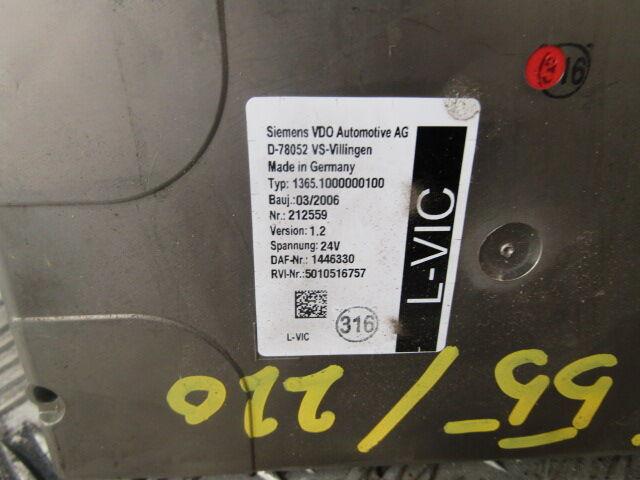 Siemens VDO Automotive AG
D-78052 VS-Villingen
Made in Germany
Typ: 1365.1000000100
Bauj.:03/2006
Nr.: 212559
Version: 1.2
Spannung: 24V
DAF-Nr.: 1446330
RVI-Nr.:5010516757
L-VIC
316
L-VIC
316
55/220